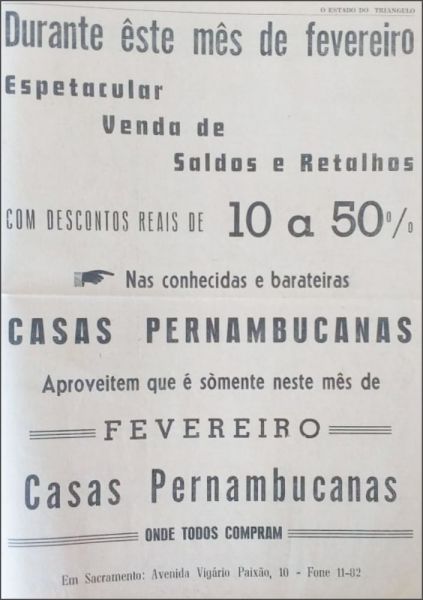 O ESTADO DO TRIANGULO
Durante êste mês de fevereiro
Espetacular
Venda de
Saldos e Retalhos
COM DESCONTOS REAIS DE 10 a 50%
Nas conhecidas e barateiras
CASAS PERNAMBUCANAS
Aproveitem que é sòmente neste mês de
FEVEREIRO
Casas Pernambucanas
ONDE TODOS COMPRAM
Em Sacramento: Avenida Vigário Paixão, 10 - Fone 11-82